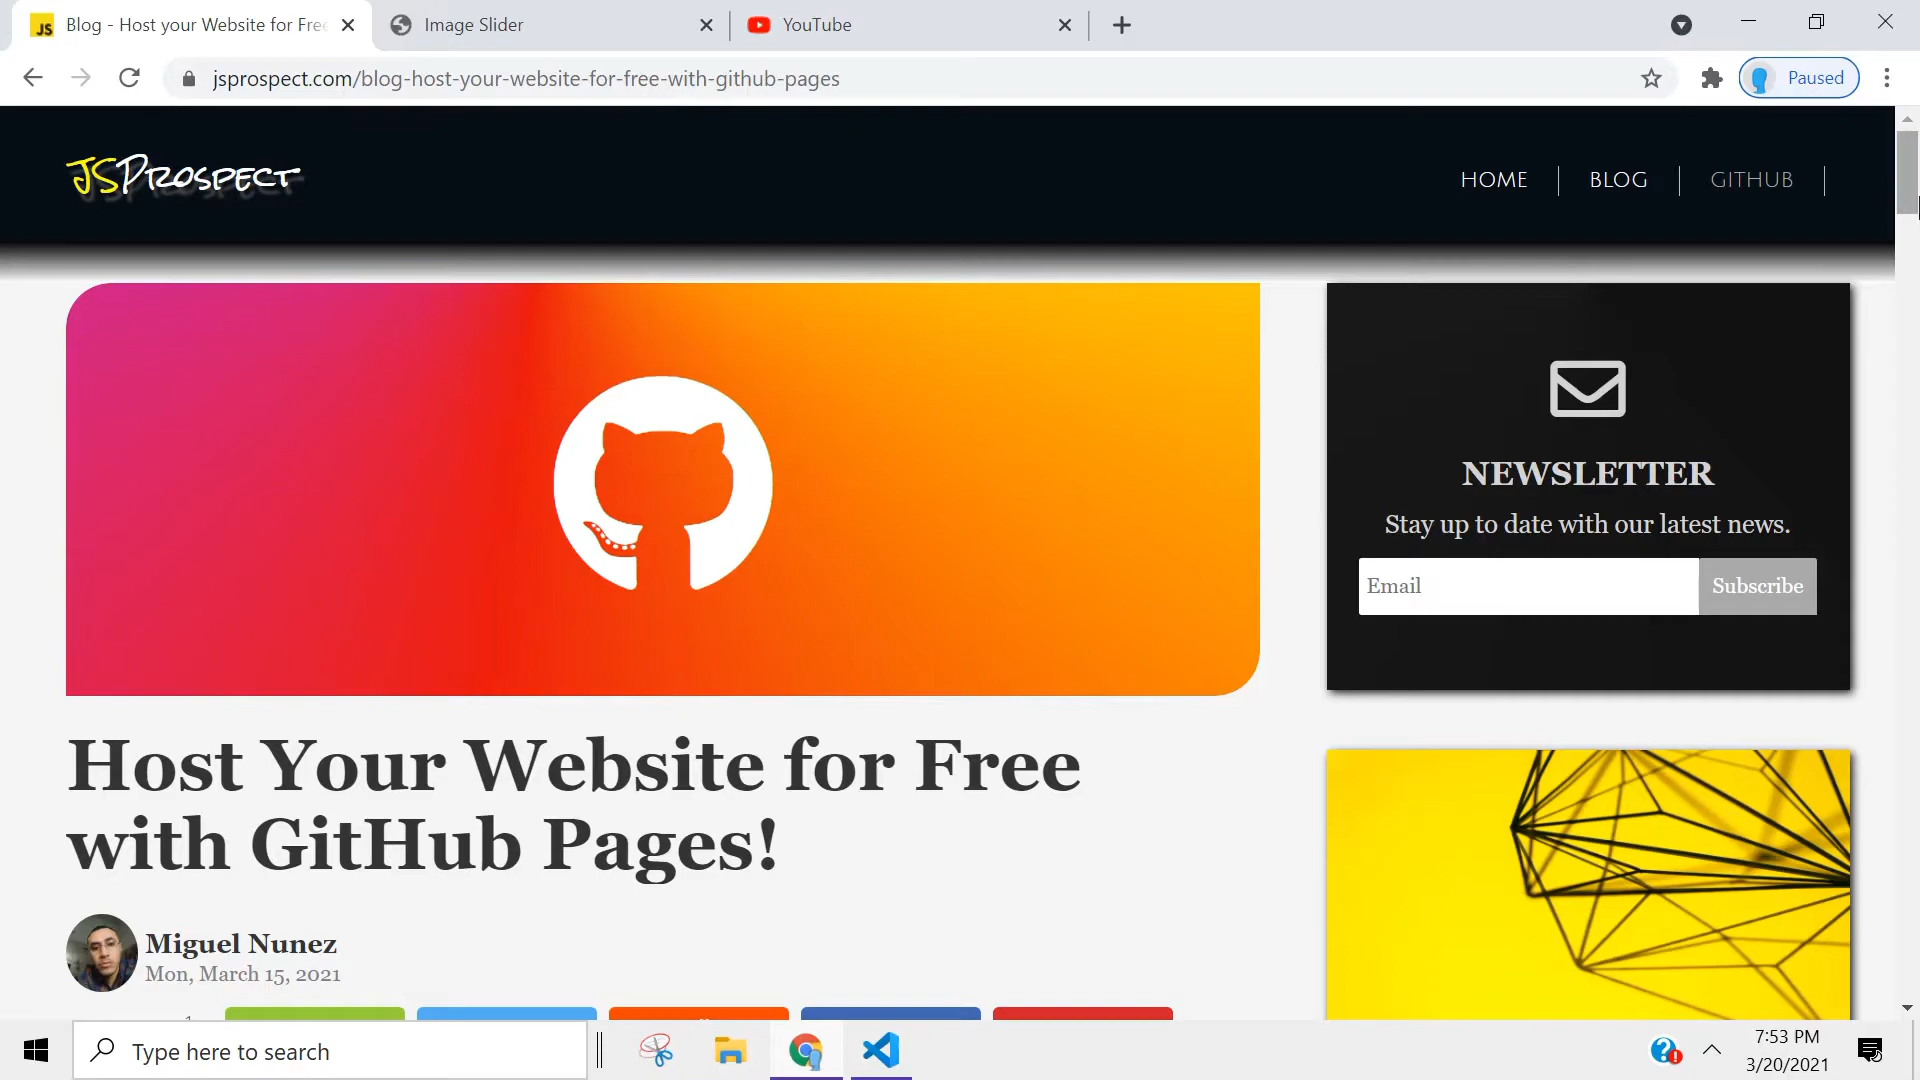 JS
Blog - Host your Website for Free
Image Slider
YouTube
jsprospect.com/blog-host-your-website-for-free-with-github-pages
Paused
JSProspect
HOME
BLOG
GITHUB
NEWSLETTER
Stay up to date with our latest news.
Email
Subscribe
Host Your Website for Free
with GitHub Pages!
Miguel Nunez
Mon, March 15, 2021
Type here to search
7:53 PM
3/20/2021